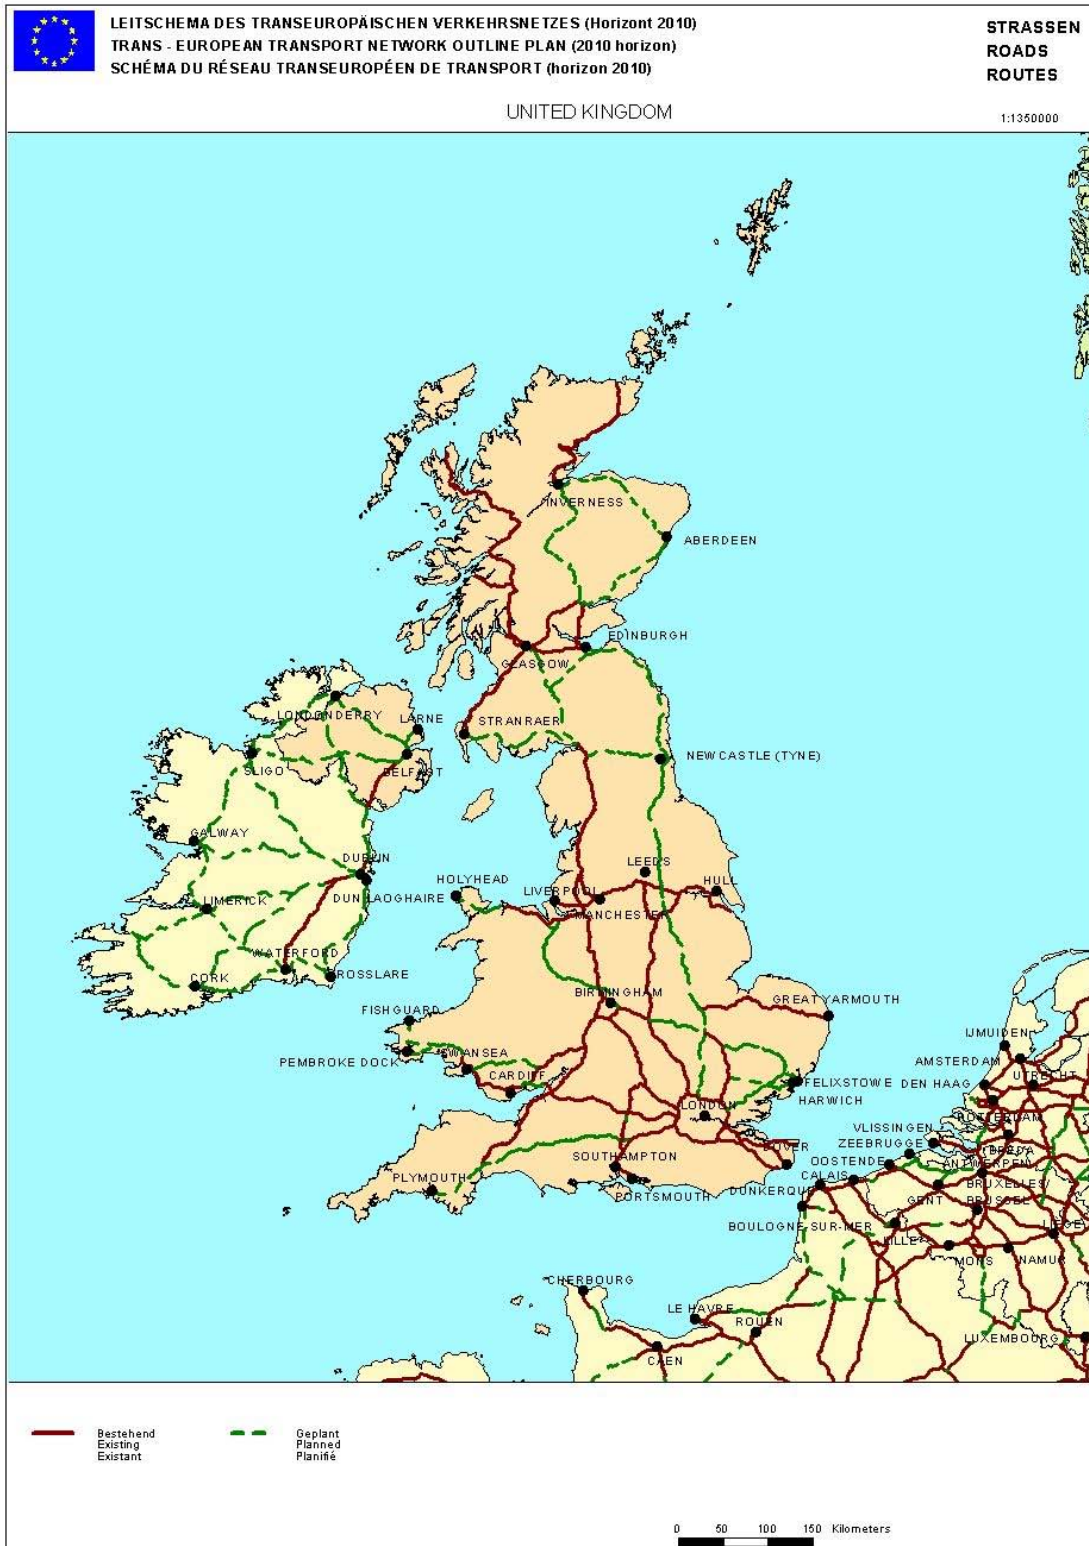 LEITSCHEMA DES TRANSEUROPÄISCHEN VERKEHRSNETZES (Horizont 2010)
TRANS - EUROPEAN TRANSPORT NETWORK OUTLINE PLAN (2010 horizon)
SCHÉMA DU RÉSEAU TRANSEUROPÉEN DE TRANSPORT (horizon 2010)
STRASSEN
ROADS
ROUTES
UNITED KINGDOM
1:1350000
INVERNESS
ABERDEEN
EDINBURGH
GLASGOW
LONDONDERRY
LARNE
STRANRAER
SLIGO
BELFAST
NEWCASTLE (TYNE)
GALWAY
DUBLIN
LEEDS
HOLYHEAD
HULL
DUN LAOGHAIRE
LIVERPOOL
LIMERICK
MANCHESTER
WATERFORD
CORK
ROSSLARE
BIRMINGHAM
GREAT YARMOUTH
FISHGUARD
IJMUIDEN
PEMBROKE DOCK
SWANSEA
AMSTERDAM
CARDIFF
FELIXSTOWE
DEN HAAG
UTRECHT
HARWICH
LONDON
ROTTERDAM
VLISSINGEN
ZEEBRUGGE
BREDA
DOVER
SOUTHAMPTON
OOSTENDE
ANTWERPEN
PLYMOUTH
CALAIS
PORTSMOUTH
DUNKERQUE
GENT
BRUXELLES/
BRUSSEL
BOULOGNE-SUR-MER
LIEGE
LILLE
MONS
NAMUR
CHERBOURG
LE HAVRE
ROUEN
LUXEMBOURG
CAEN
Bestehend
Existing
Existant
Geplant
Planned
Planifié
0 50 100 150 Kilometers